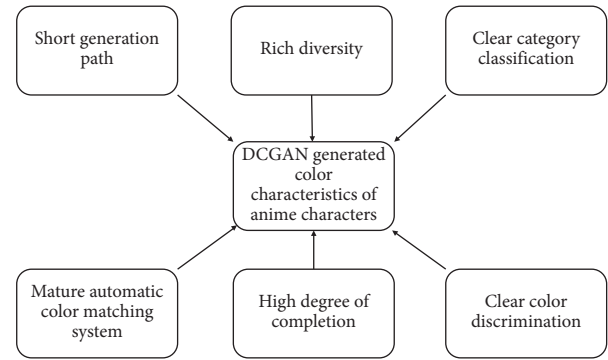 Short generation
path
Rich diversity
Clear category
classification
DCGAN generated
color
characteristics of
anime characters
Mature automatic
color matching
system
High degree of
completion
Clear color
discrimination